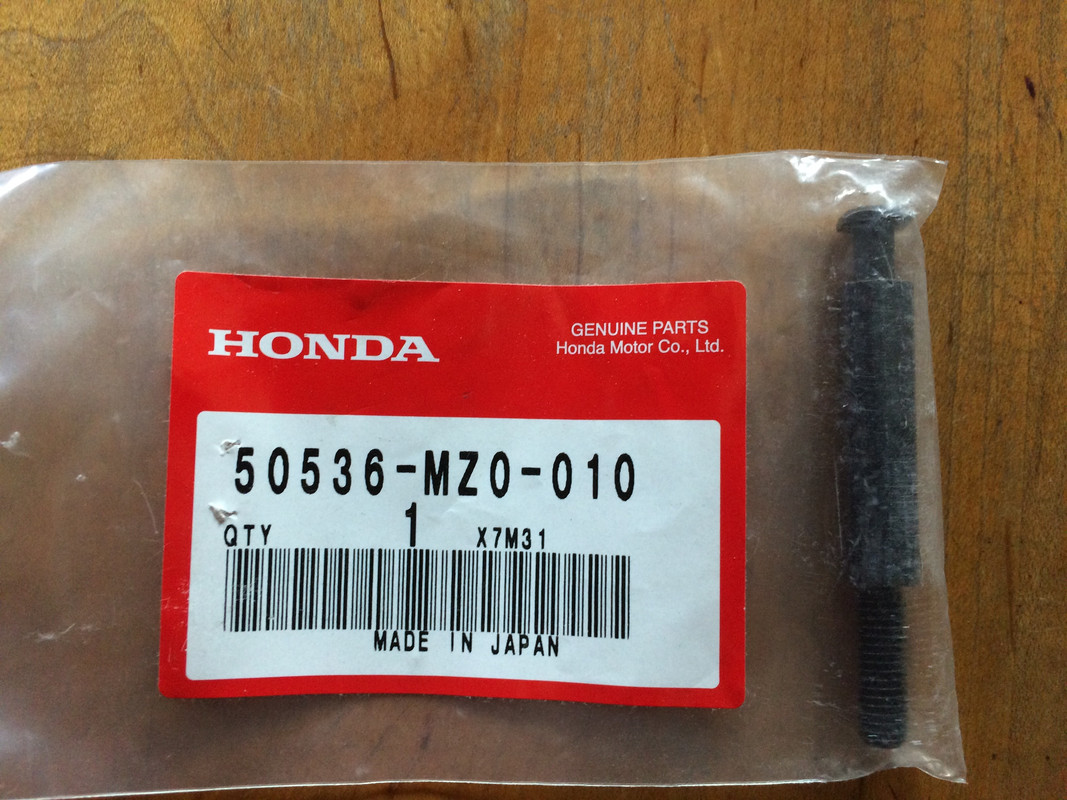 HONDA
GENUINE PARTS
Honda Motor Co., Ltd.
50536-MZ0-010
QTY 1 X7M31
MADE IN JAPAN